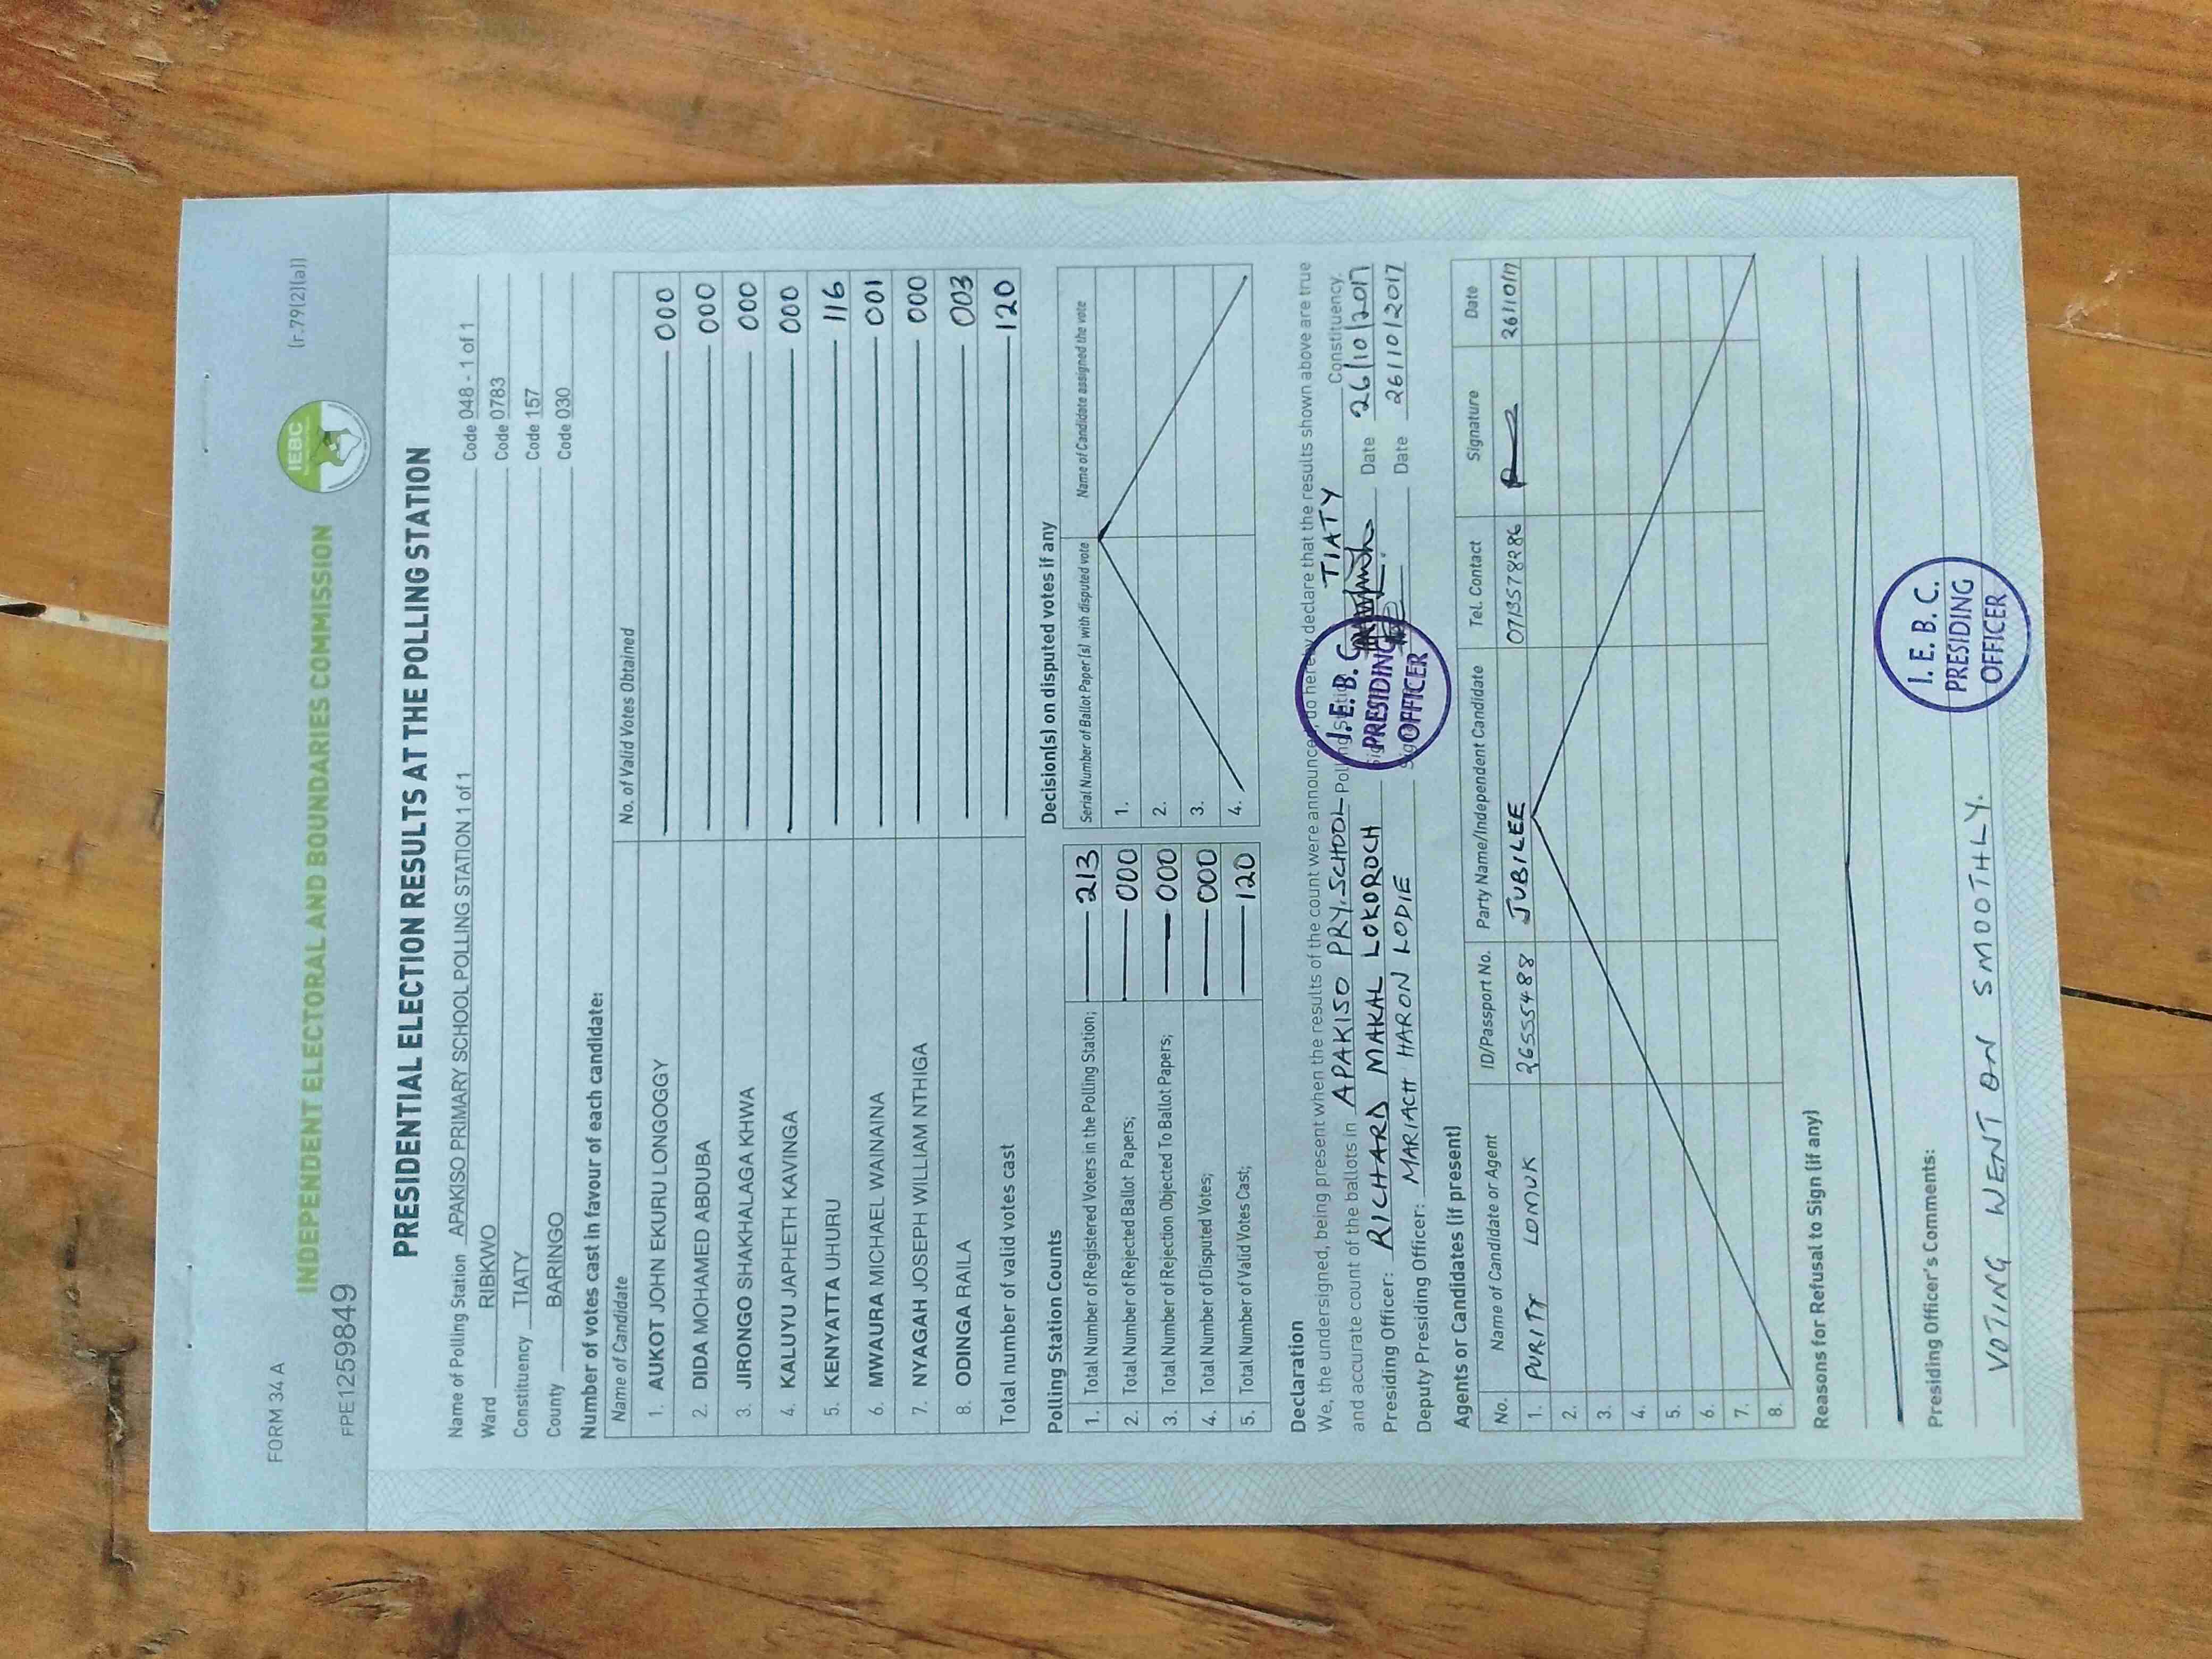 FORM 34 A
(r.79(2)(a))
INDEPENDENT ELECTORAL AND BOUNDARIES COMMISSION
IEBC
FPE1259849
PRESIDENTIAL ELECTION RESULTS AT THE POLLING STATION
Name of Polling Station APAKISO PRIMARY SCHOOL POLLING STATION 1 of 1 Code 048 - 1 of 1
Ward RIBKWO Code 0783
Constituency TIATY Code 157
County BARINGO Code 030
Number of votes cast in favour of each candidate:
Name of Candidate No. of Valid Votes Obtained
1. AUKOT JOHN EKURU LONGOGGY 000
2. DIDA MOHAMED ABDUBA 000
3. JIRONGO SHAKHALAGA KHWA 000
4. KALUYU JAPHETH KAVINGA 000
5. KENYATTA UHURU 116
6. MWAURA MICHAEL WAINAINA 001
7. NYAGAH JOSEPH WILLIAM NTHIGA 000
8. ODINGA RAILA 003
Total number of valid votes cast 120
Polling Station Counts
1. Total Number of Registered Voters in the Polling Station; 213
2. Total Number of Rejected Ballot Papers; 000
3. Total Number of Rejection Objected To Ballot Papers; 000
4. Total Number of Disputed Votes; 000
5. Total Number of Valid Votes Cast; 120
Decision(s) on disputed votes if any
Serial Number of Ballot Paper (s) with disputed vote Name of Candidate assigned the vote
1.
2.
3.
4.
Declaration
We, the undersigned, being present when the results of the count were announced, do hereby declare that the results shown above are true
and accurate count of the ballots in APAKISO PRY. SCHOOL Polling Station TIATY Constituency.
Presiding Officer: RICHARD MAKAL LOKOROCH Date 26/10/2017
Deputy Presiding Officer: MARIACH HARON LODIE Date 26/10/2017
I. E. B. C.
PRESIDING
OFFICER
Agents or Candidates (if present)
No. Name of Candidate or Agent ID/Passport No. Party Name/Independent Candidate Tel. Contact Signature Date
1. PURITY LOMUK 26555488 JUBILEE 0713578286 26/10/17
2.
3.
4.
5.
6.
7.
8.
Reasons for Refusal to Sign (if any)
Presiding Officer's Comments:
VOTING WENT ON SMOOTHLY.
I. E. B. C.
PRESIDING
OFFICER